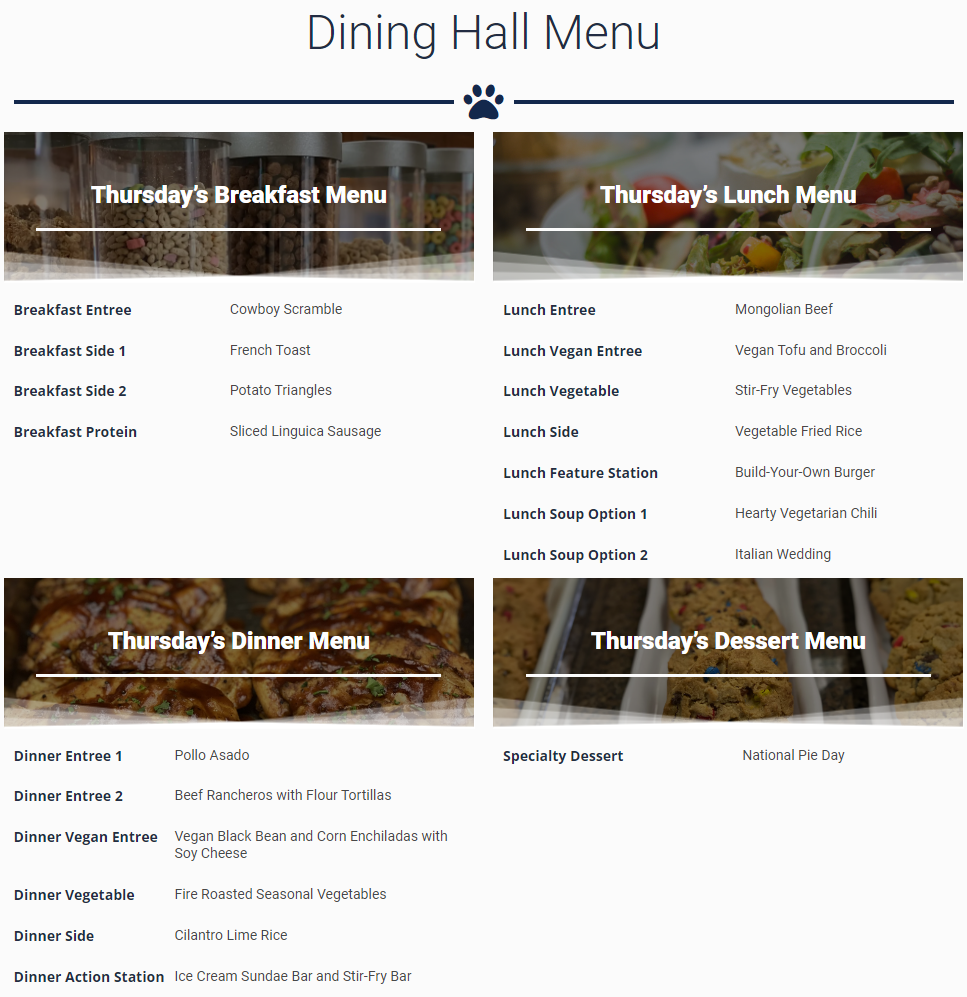 Dining Hall Menu
Thursday’s Breakfast Menu
Breakfast Entree Cowboy Scramble
Breakfast Side 1 French Toast
Breakfast Side 2 Potato Triangles
Breakfast Protein Sliced Linguica Sausage
Thursday’s Lunch Menu
Lunch Entree Mongolian Beef
Lunch Vegan Entree Vegan Tofu and Broccoli
Lunch Vegetable Stir-Fry Vegetables
Lunch Side Vegetable Fried Rice
Lunch Feature Station Build-Your-Own Burger
Lunch Soup Option 1 Hearty Vegetarian Chili
Lunch Soup Option 2 Italian Wedding
Thursday’s Dinner Menu
Dinner Entree 1 Pollo Asado
Dinner Entree 2 Beef Rancheros with Flour Tortillas
Dinner Vegan Entree Vegan Black Bean and Corn Enchiladas with
Soy Cheese
Dinner Vegetable Fire Roasted Seasonal Vegetables
Dinner Side Cilantro Lime Rice
Dinner Action Station Ice Cream Sundae Bar and Stir-Fry Bar
Thursday’s Dessert Menu
Specialty Dessert National Pie Day